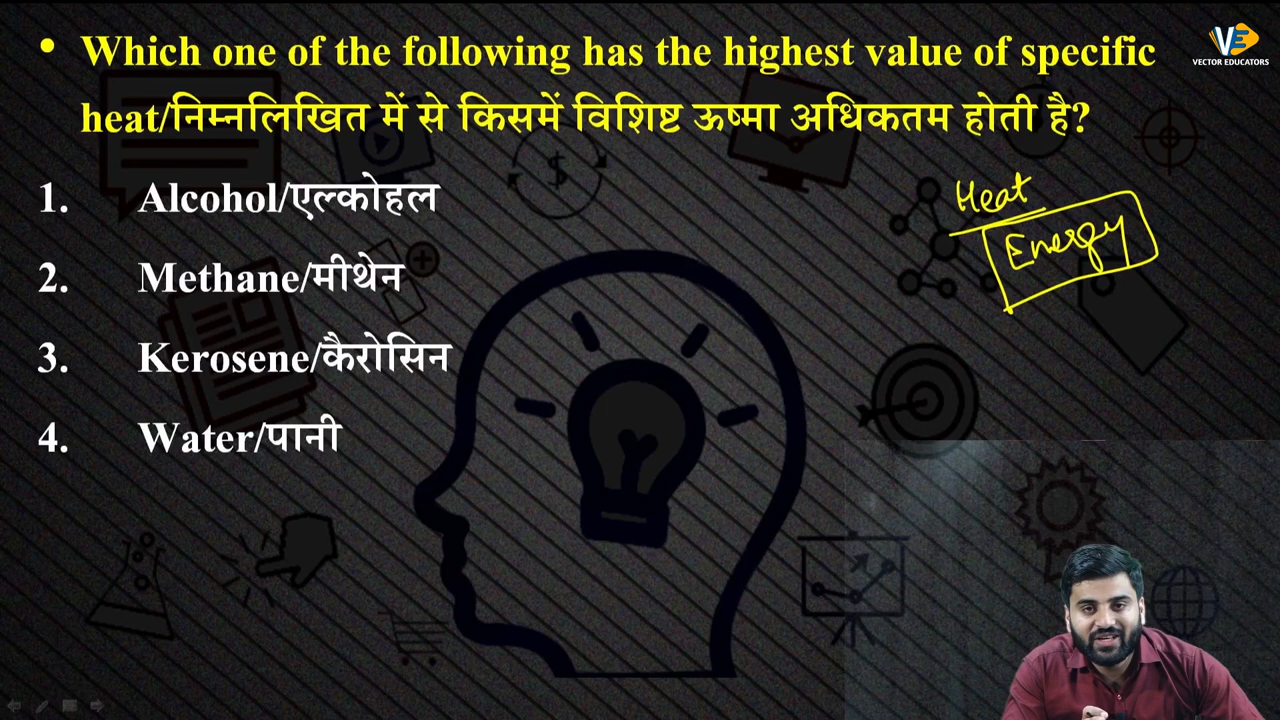 • Which one of the following has the highest value of specific
heat/निम्नलिखित में से किसमें विशिष्ट ऊष्मा अधिकतम होती है?
1. Alcohol/एल्कोहल
2. Methane/मीथेन
3. Kerosene/कैरोसिन
4. Water/पानी
Heat
Energy
VE
VECTOR EDUCATORS